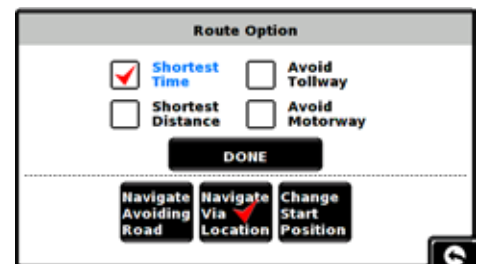 Route Option
Shortest
Time
Avoid
Tollway
Shortest
Distance
Avoid
Motorway
DONE
Navigate
Avoiding
Road
Navigate
Via
Location
Change
Start
Position